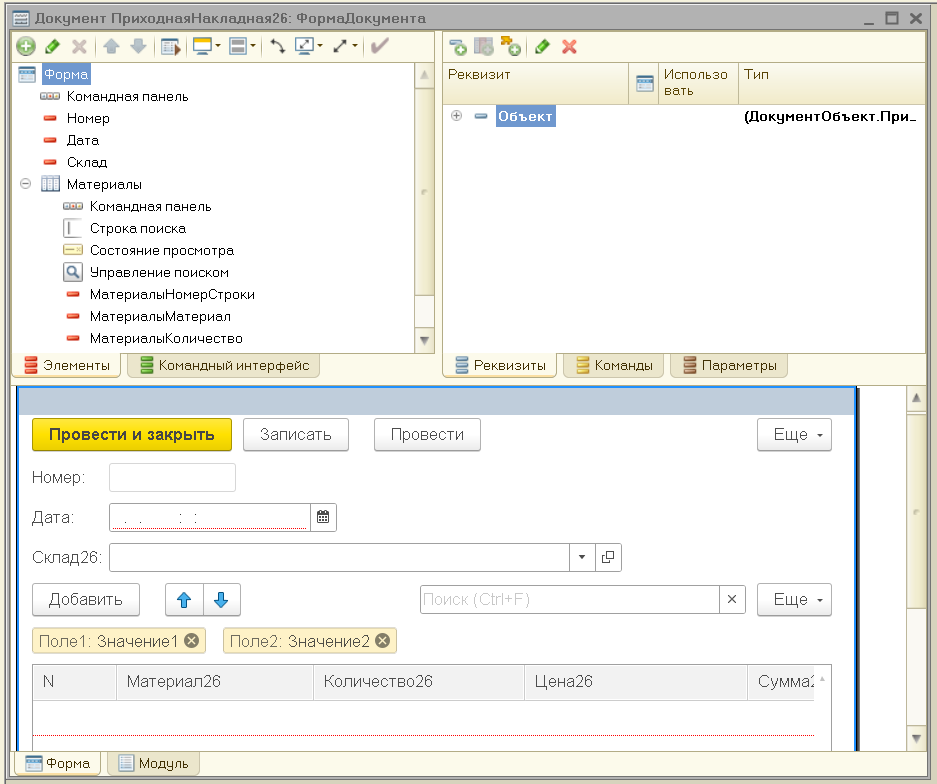 Документ ПриходнаяНакладная26: ФормаДокумента
Форма
Командная панель
Номер
Дата
Склад
Материалы
Командная панель
Строка поиска
Состояние просмотра
Управление поиском
МатериалыНомерСтроки
МатериалыМатериал
МатериалыКоличество
Элементы
Командный интерфейс
Реквизит
Использо
вать
Тип
Объект
(ДокументОбъект.При...
Реквизиты
Команды
Параметры
Провести и закрыть
Записать
Провести
Еще
Номер:
Дата:
. . : :
Склад26:
Добавить
Поиск (Ctrl+F)
Еще
Поле1: Значение1
Поле2: Значение2
N
Материал26
Количество26
Цена26
Сумма2
Форма
Модуль